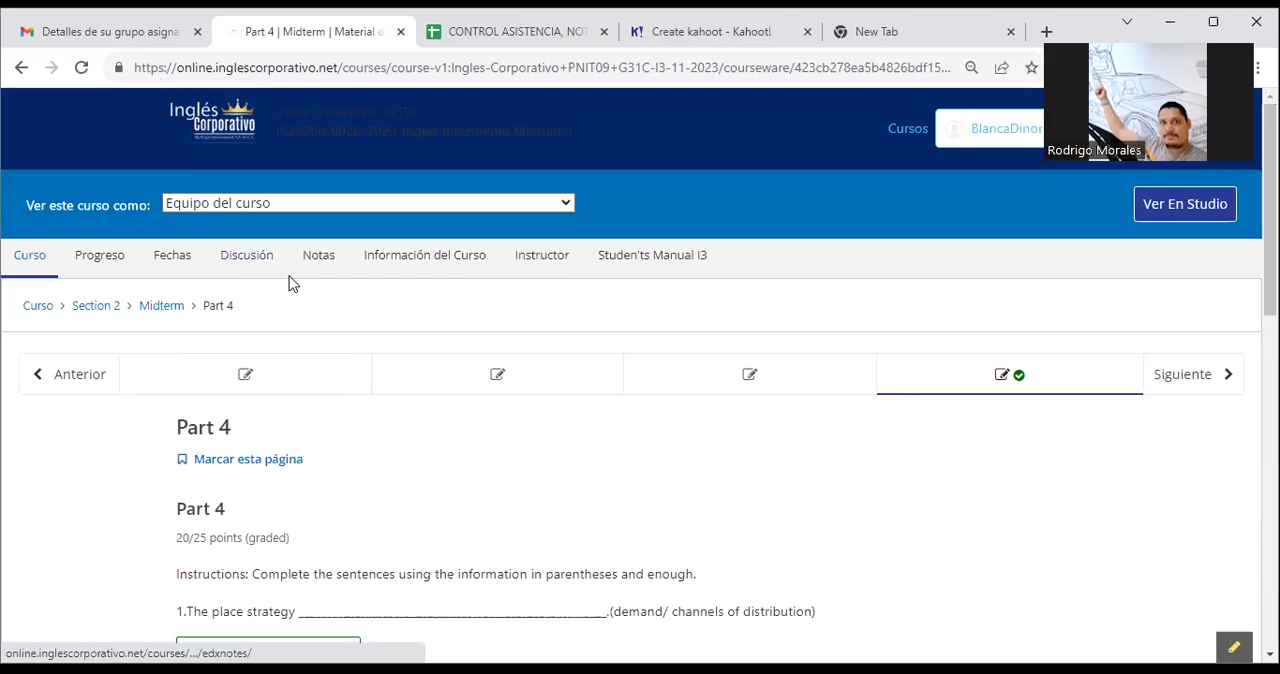 Detalles de su grupo asigna
Part 4 | Midterm | Material d
CONTROL ASISTENCIA, NOT
Create kahoot - Kahoot!
New Tab
https://online.inglescorporativo.net/courses/course-v1:Ingles-Corporativo+PNIT09+G31C-I3-11-2023/courseware/423cb278ea5b4826bdf15...
Inglés
Corporativo
Cursos
BlancaDinor
Rodrigo Morales
Ver este curso como:
Equipo del curso
Ver En Studio
Curso
Progreso
Fechas
Discusión
Notas
Información del Curso
Instructor
Studen'ts Manual I3
Curso > Section 2 > Midterm > Part 4
Anterior
Siguiente
Part 4
Marcar esta página
Part 4
20/25 points (graded)
Instructions: Complete the sentences using the information in parentheses and enough.
1.The place strategy ______________________________________.(demand/ channels of distribution)
online.inglescorporativo.net/courses/.../edxnotes/